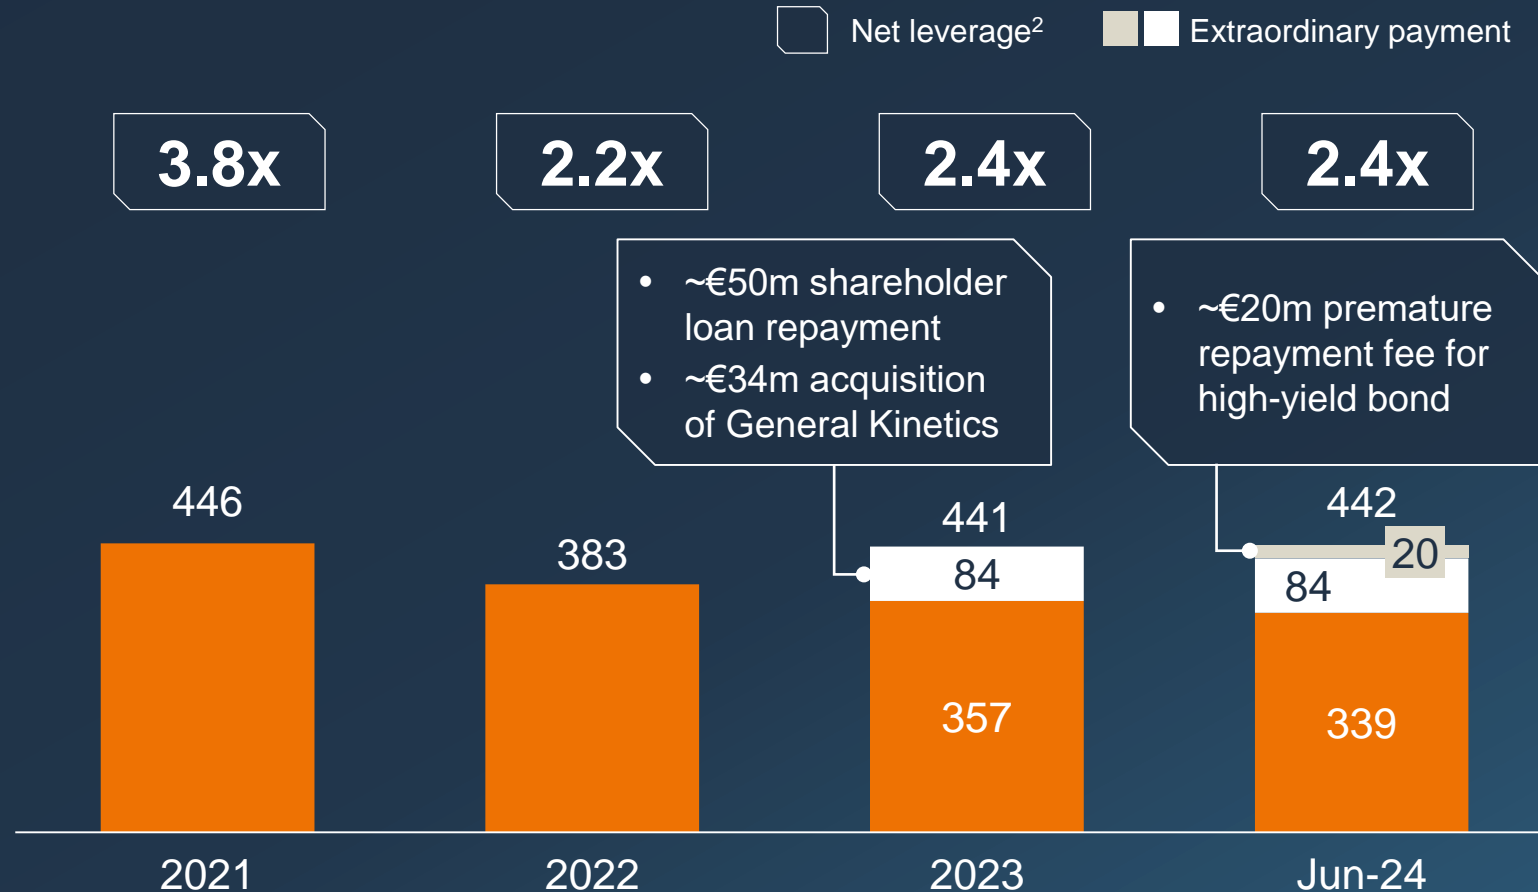 Net leverage2
Extraordinary payment
3.8x
2.2x
2.4x
2.4x
• ~€50m shareholder
loan repayment
• ~€34m acquisition
of General Kinetics
• ~€20m premature
repayment fee for
high-yield bond
446
383
441
84
357
442
20
84
339
2021
2022
2023
Jun-24